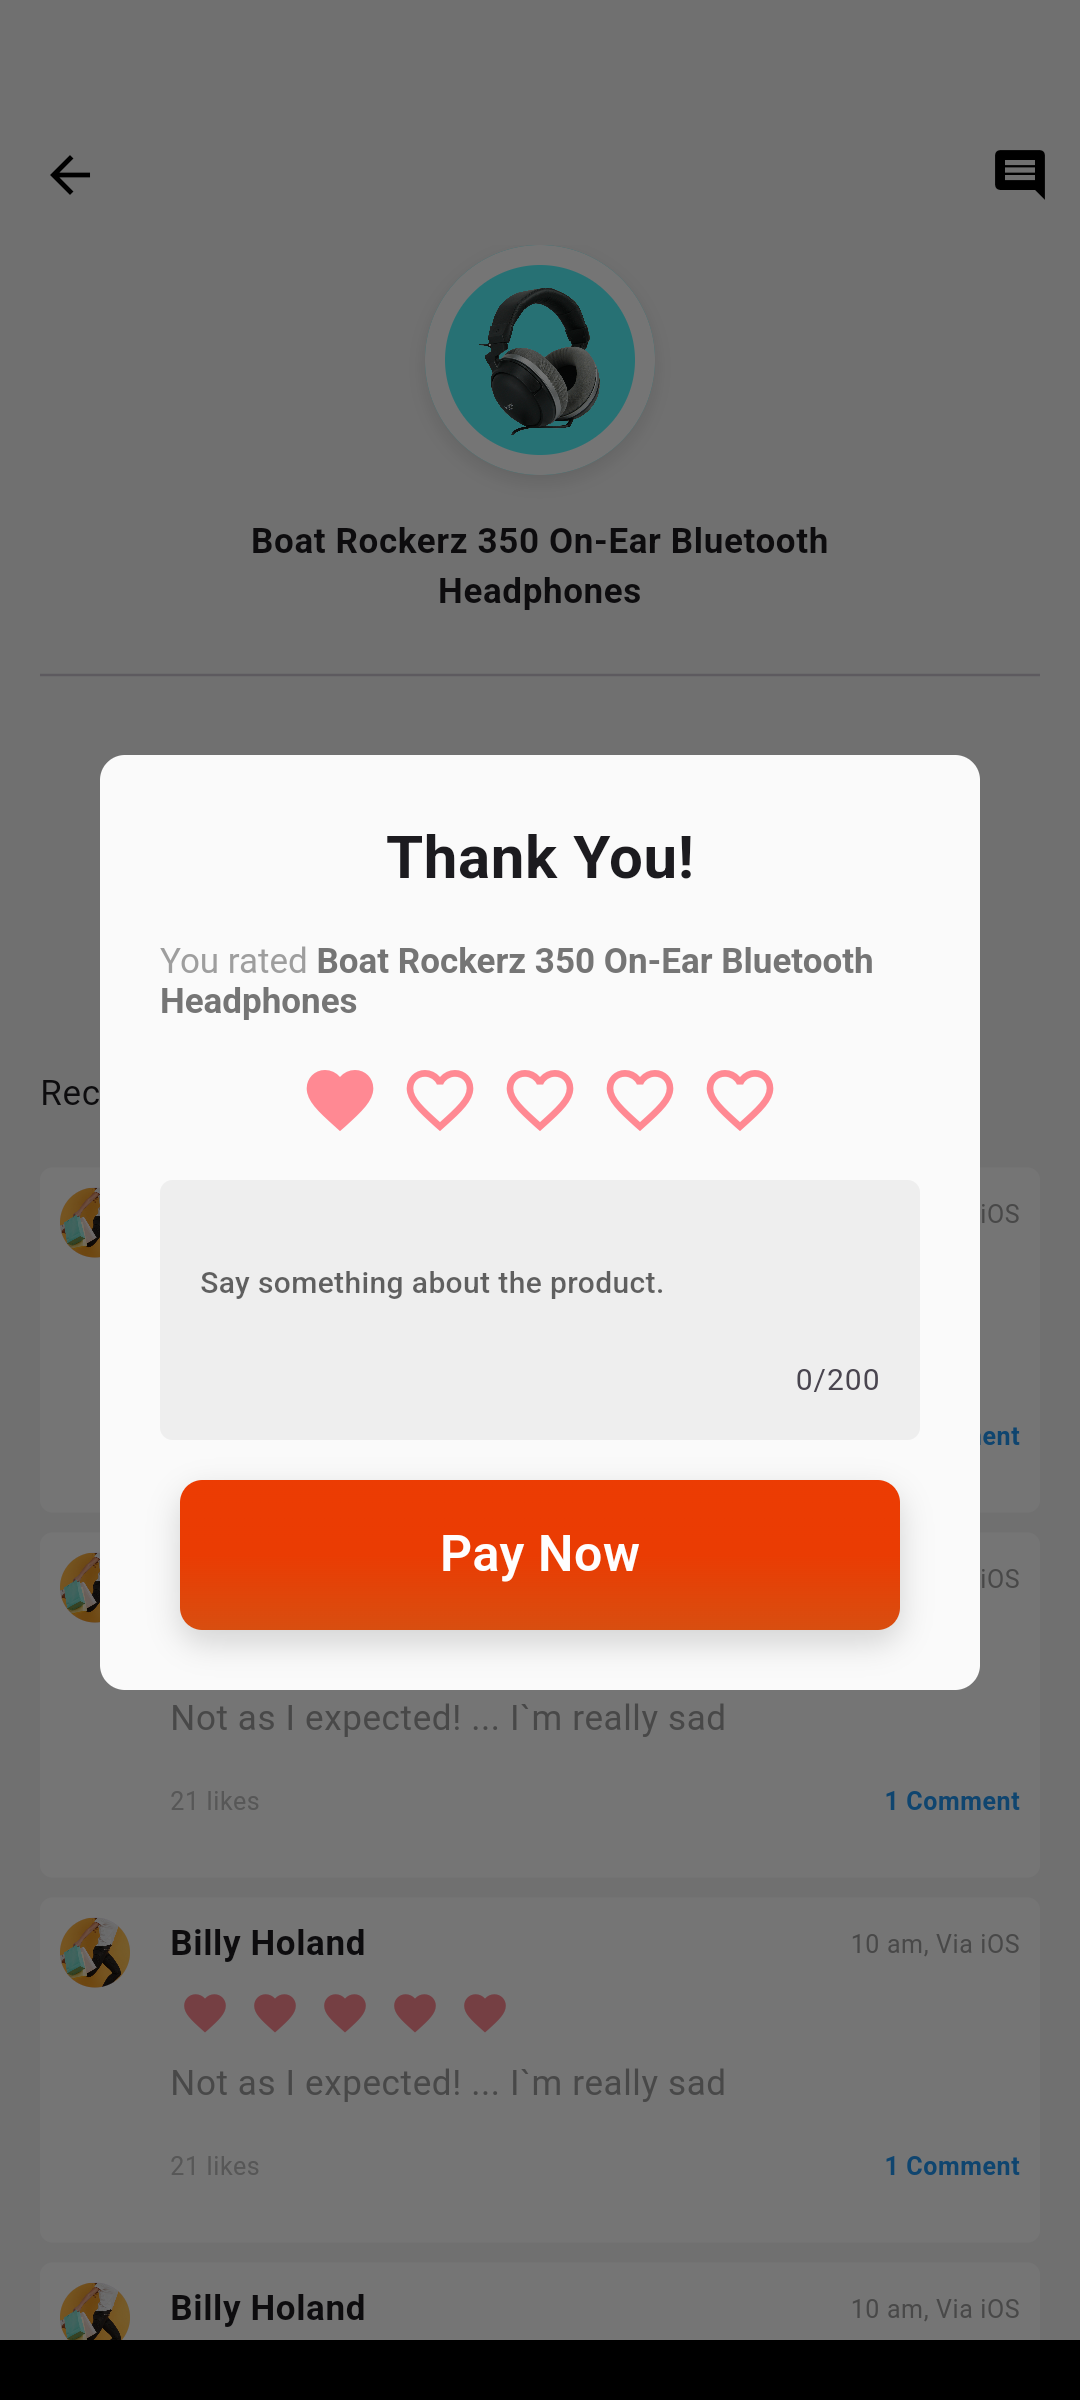 Boat Rockerz 350 On-Ear Bluetooth
Headphones
Thank You!
You rated Boat Rockerz 350 On-Ear Bluetooth
Headphones
Say something about the product.
0/200
Pay Now
iOS
iOS
Not as I expected! ... I`m really sad
21 likes
1 Comment
Billy Holand
10 am, Via iOS
Not as I expected! ... I`m really sad
21 likes
1 Comment
Billy Holand
10 am, Via iOS